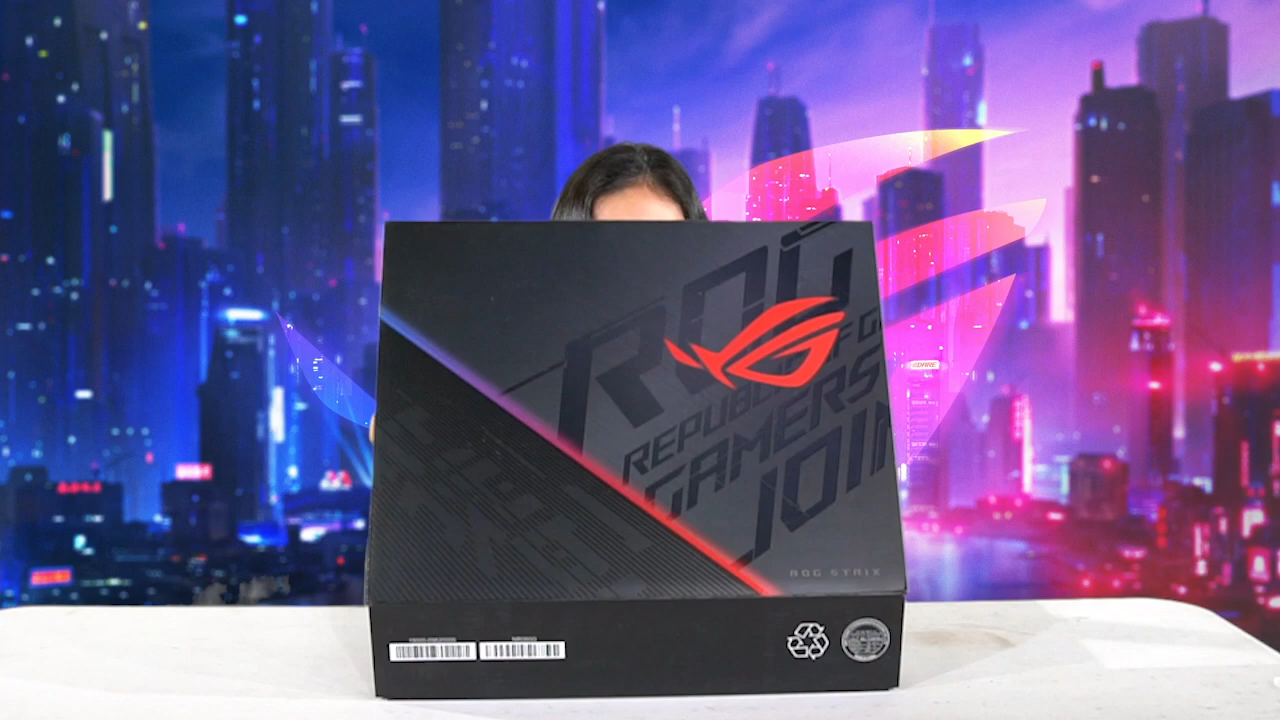 ROG
REPUBLIC OF G
GAMERS
JOIN
ROG STRIX